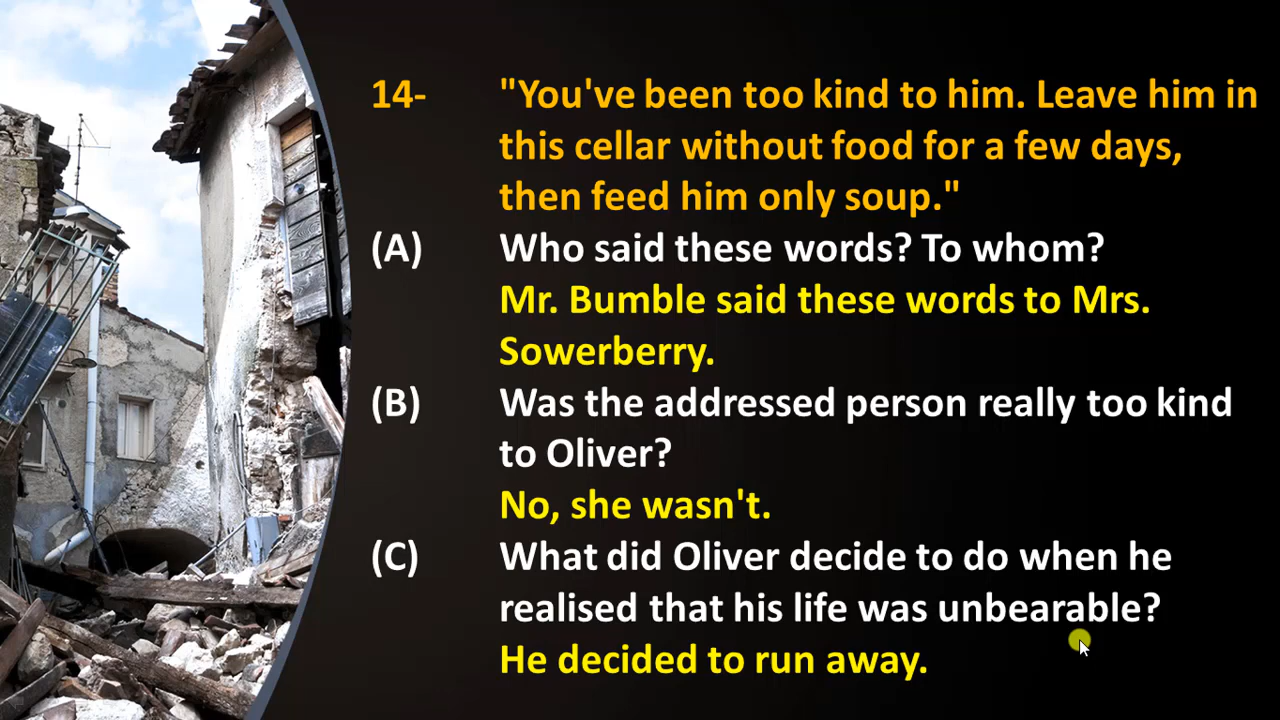 14- "You've been too kind to him. Leave him in
this cellar without food for a few days,
then feed him only soup."
(A) Who said these words? To whom?
Mr. Bumble said these words to Mrs.
Sowerberry.
(B) Was the addressed person really too kind
to Oliver?
No, she wasn't.
(C) What did Oliver decide to do when he
realised that his life was unbearable?
He decided to run away.